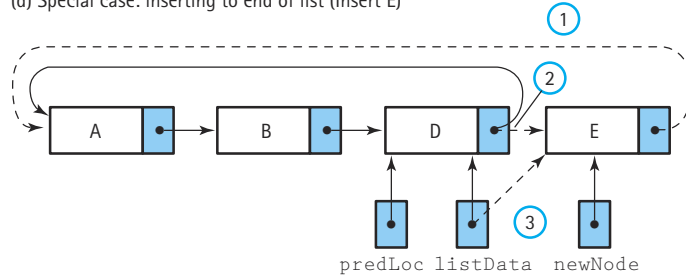 (d) Special case: inserting to end of list (Insert E)
1
2
A B D E
3
predLoc listData newNode